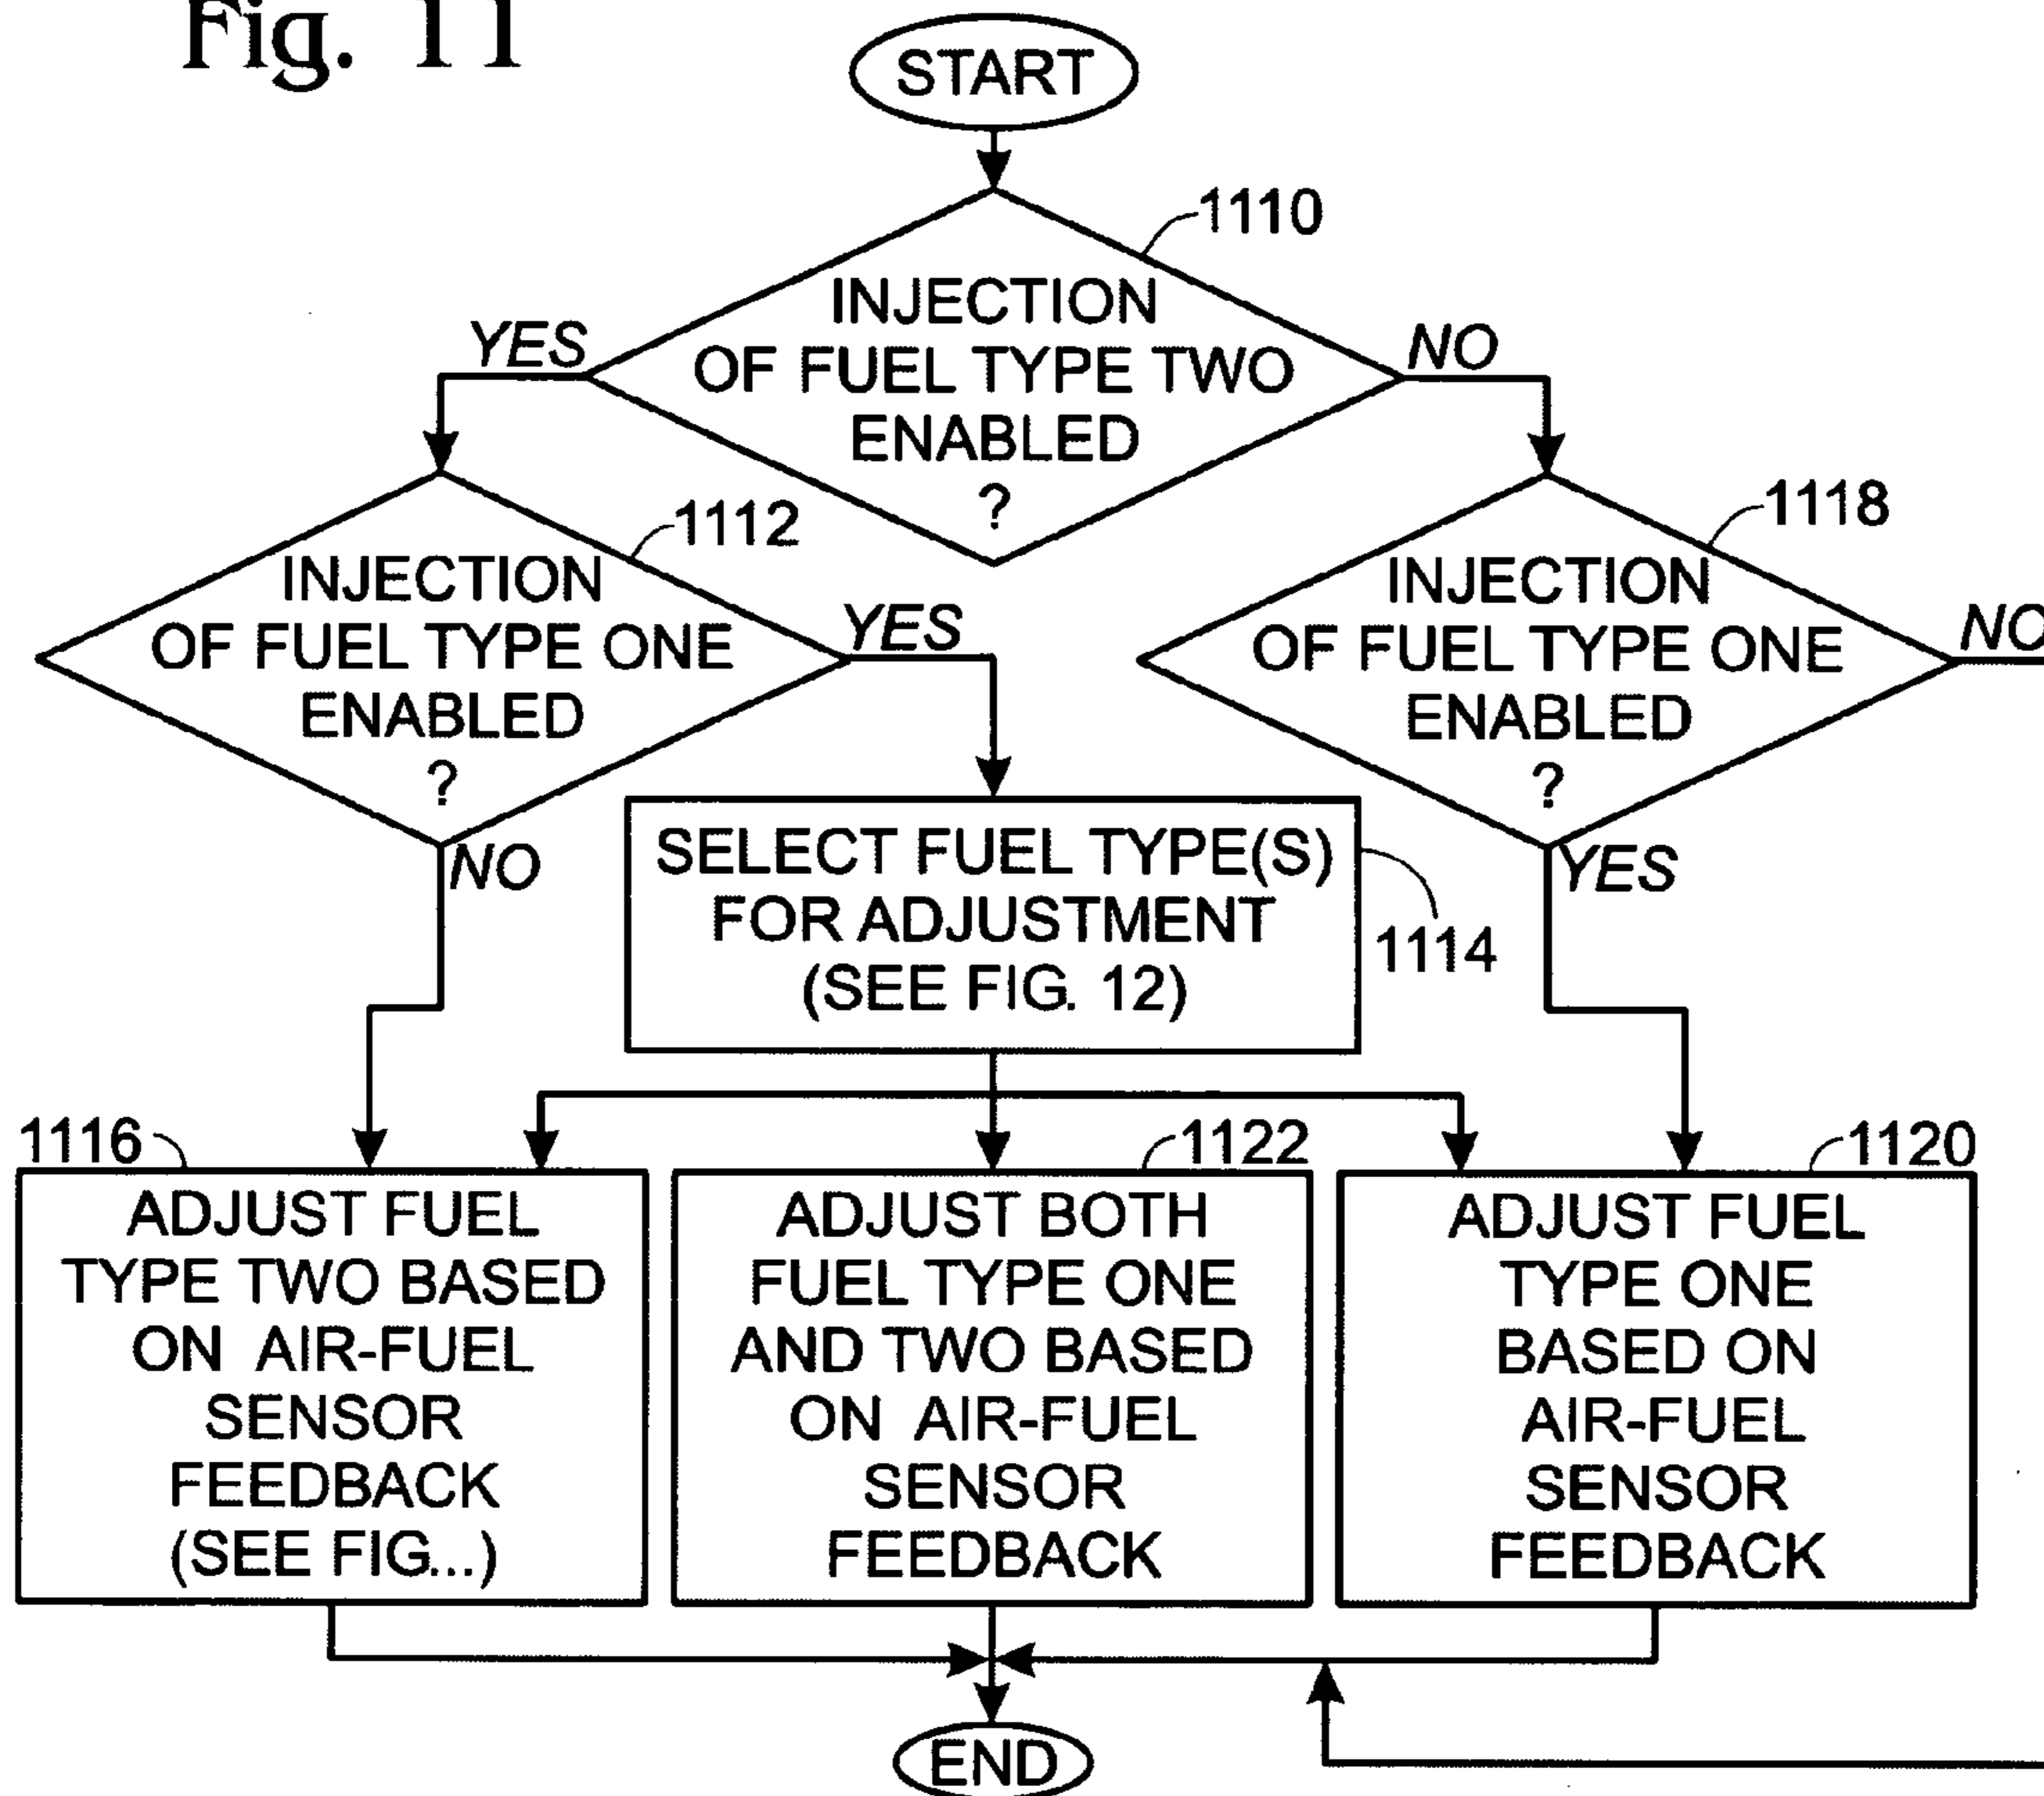 Fig. 11
START
1110
INJECTION
OF FUEL TYPE TWO
ENABLED
?
YES
NO
1112
INJECTION
OF FUEL TYPE ONE
ENABLED
?
YES
NO
1118
INJECTION
OF FUEL TYPE ONE
ENABLED
?
NO
YES
SELECT FUEL TYPE(S)
FOR ADJUSTMENT
(SEE FIG. 12)
1114
1116
ADJUST FUEL
TYPE TWO BASED
ON AIR-FUEL
SENSOR
FEEDBACK
(SEE FIG...)
1122
ADJUST BOTH
FUEL TYPE ONE
AND TWO BASED
ON AIR-FUEL
SENSOR
FEEDBACK
1120
ADJUST FUEL
TYPE ONE
BASED ON
AIR-FUEL
SENSOR
FEEDBACK
END